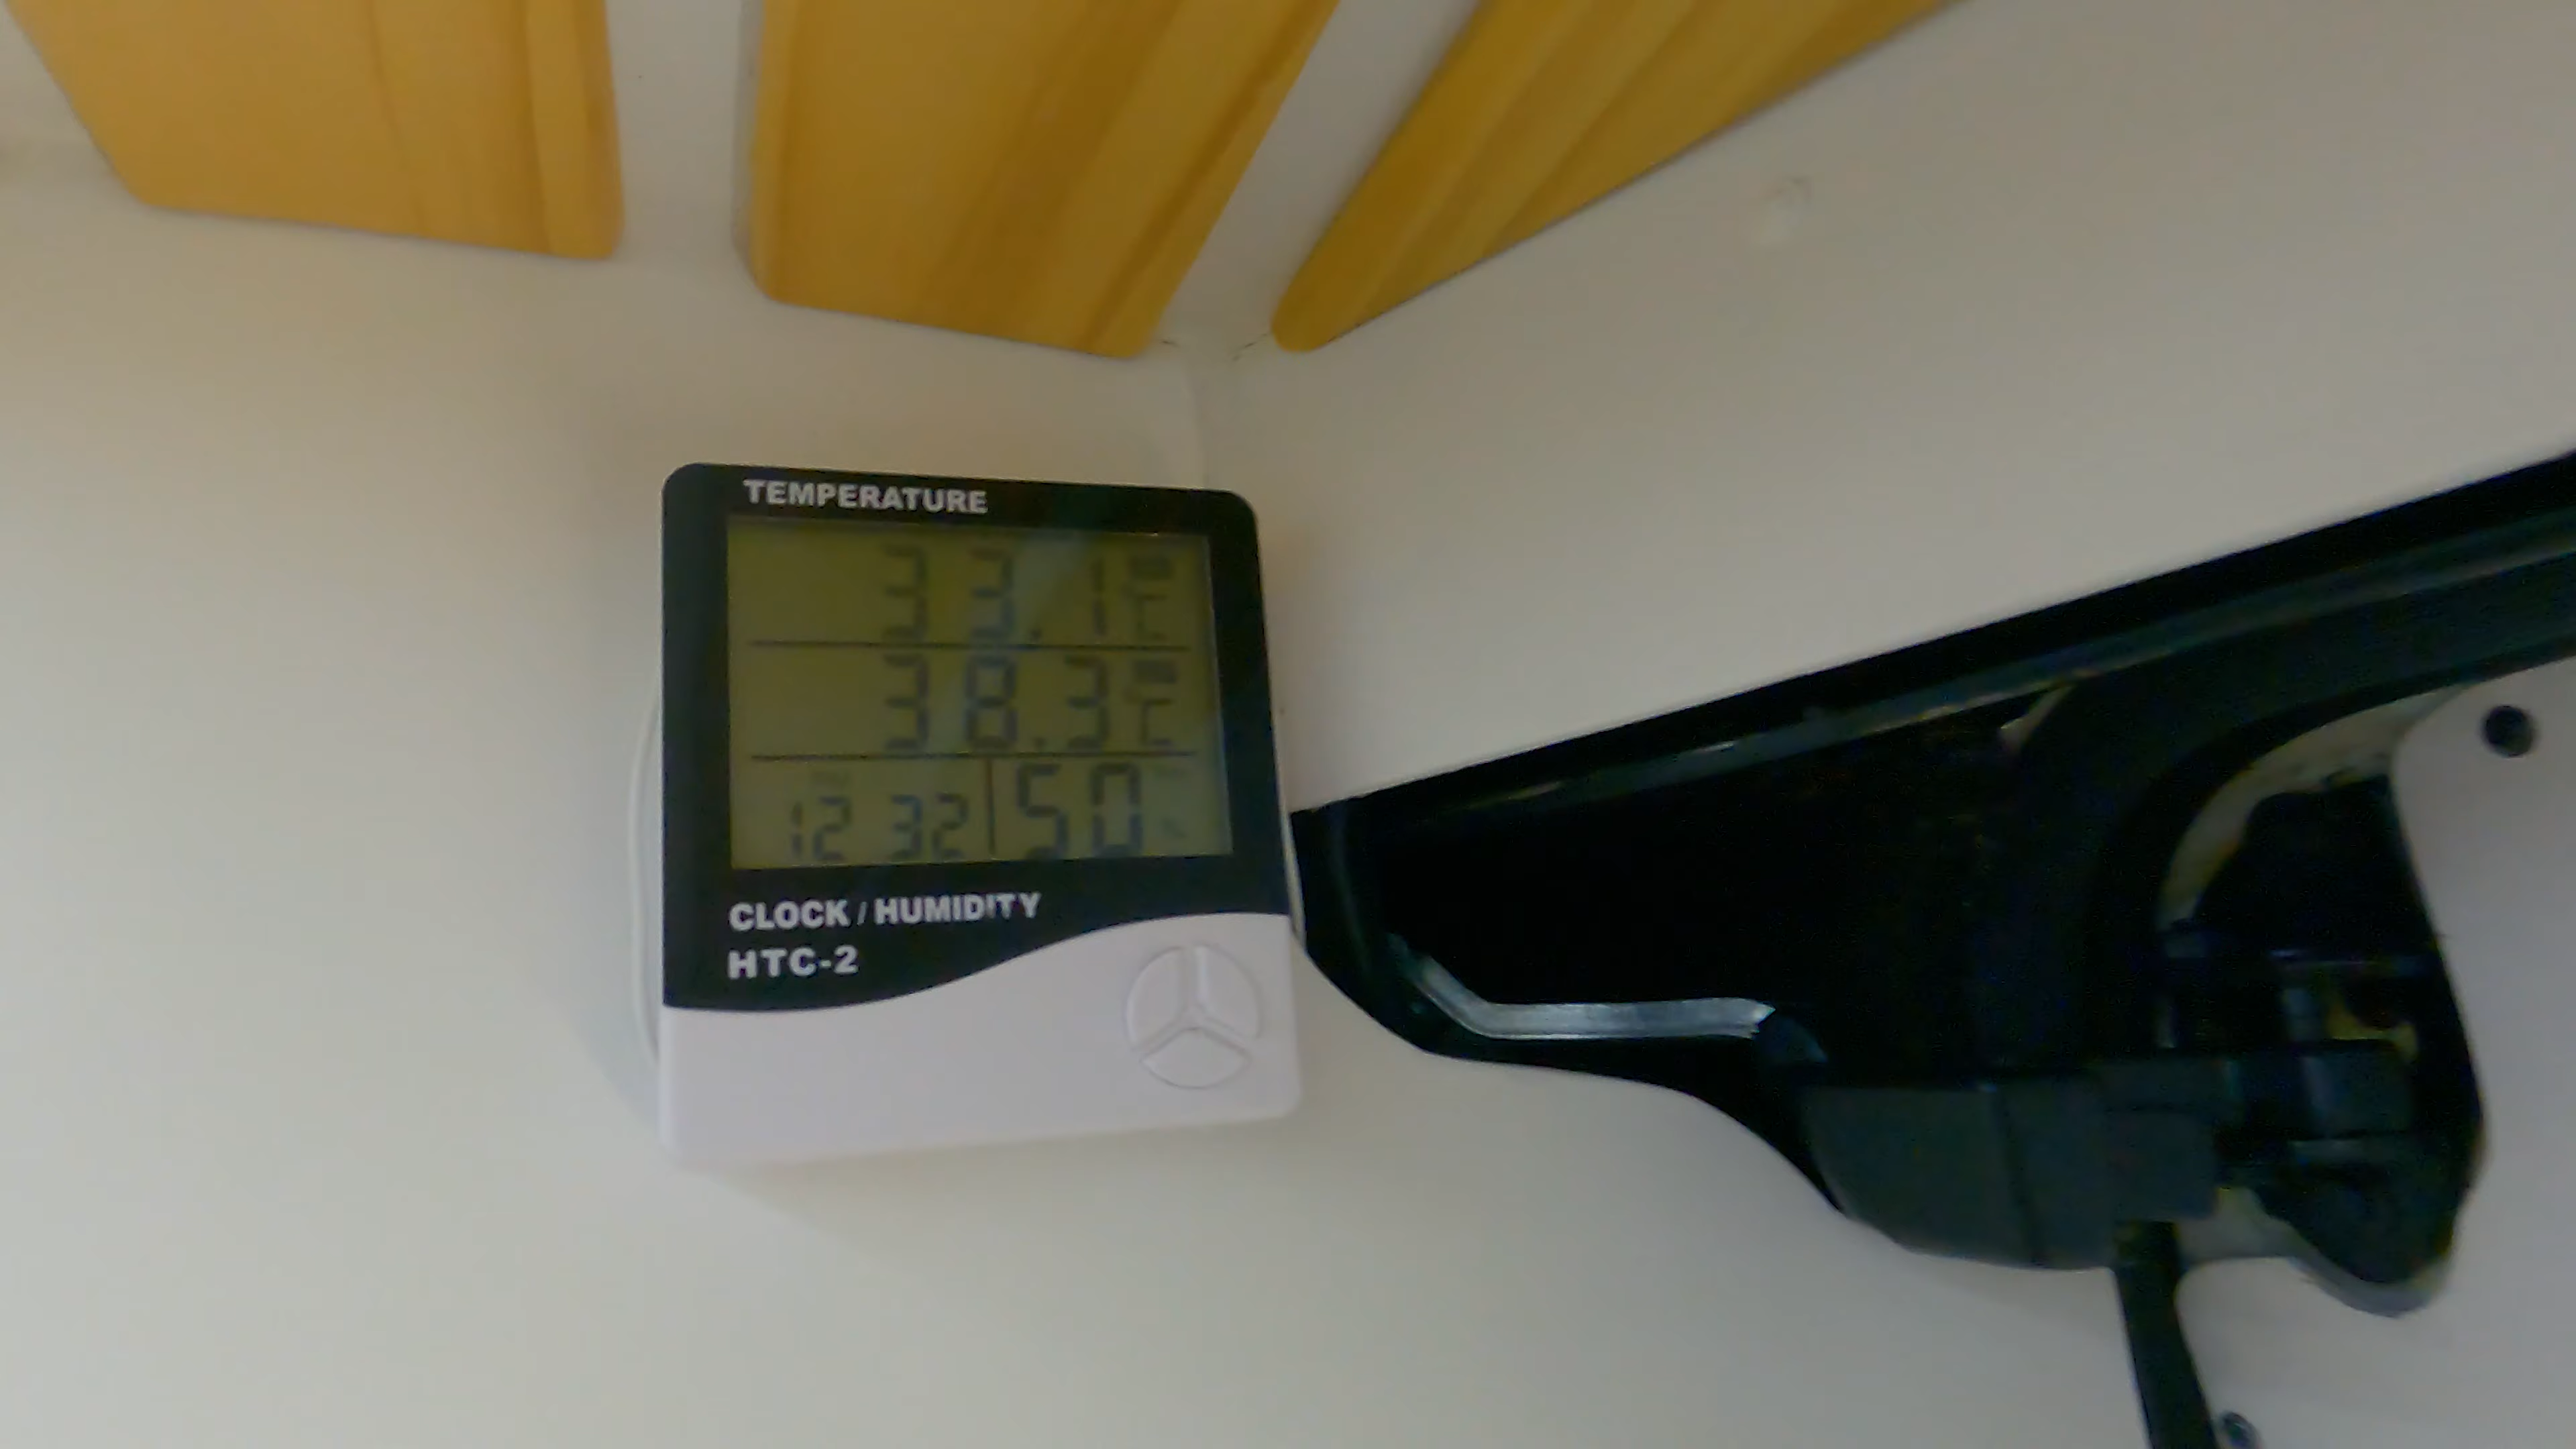 TEMPERATURE
33.1℃
38.3℃
12 32 50 %
CLOCK / HUMIDITY
HTC-2